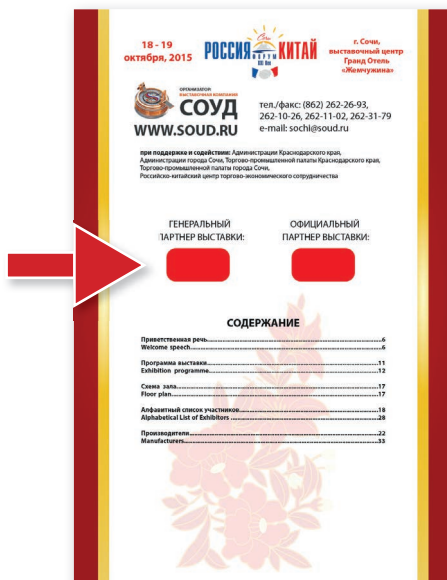 18 - 19
октября, 2015
Сочи
РОССИЯ КИТАЙ
ФОРУМ
г. Сочи,
выставочный центр
Гранд Отель
«Жемчужина»
ОРГАНИЗАТОР:
ВЫСТАВОЧНАЯ КОМПАНИЯ
СОУД
WWW.SOUD.RU
тел./факс: (862) 262-26-93,
262-10-26, 262-11-02, 262-31-79
e-mail: sochi@soud.ru
при поддержке и содействии: Администрации Краснодарского края,
Администрации города Сочи, Торгово-промышленной палаты Краснодарского края,
Торгово-промышленной палаты города Сочи,
Российско-китайский центр торгово-экономического сотрудничества
ГЕНЕРАЛЬНЫЙ
ПАРТНЕР ВЫСТАВКИ:
ОФИЦИАЛЬНЫЙ
ПАРТНЕР ВЫСТАВКИ:
СОДЕРЖАНИЕ
Приветственная речь.....6
Welcome speech.....6
Программа выставки.....11
Exhibition programme.....12
Схема зала.....17
Floor plan.....17
Алфавитный список участников.....18
Alphabetical List of Exhibitors.....28
Производители.....22
Manufacturers.....33